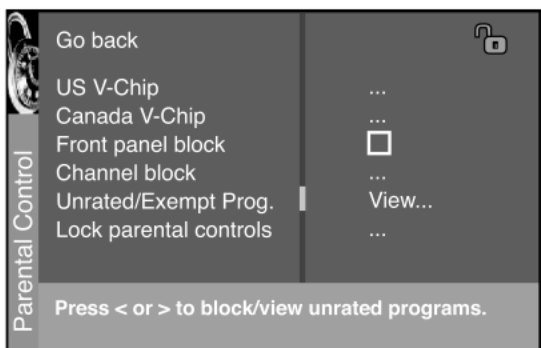 Parental Control
Go back
US V-Chip ...
Canada V-Chip ...
Front panel block
Channel block ...
Unrated/Exempt Prog. View...
Lock parental controls ...
Press < or > to block/view unrated programs.